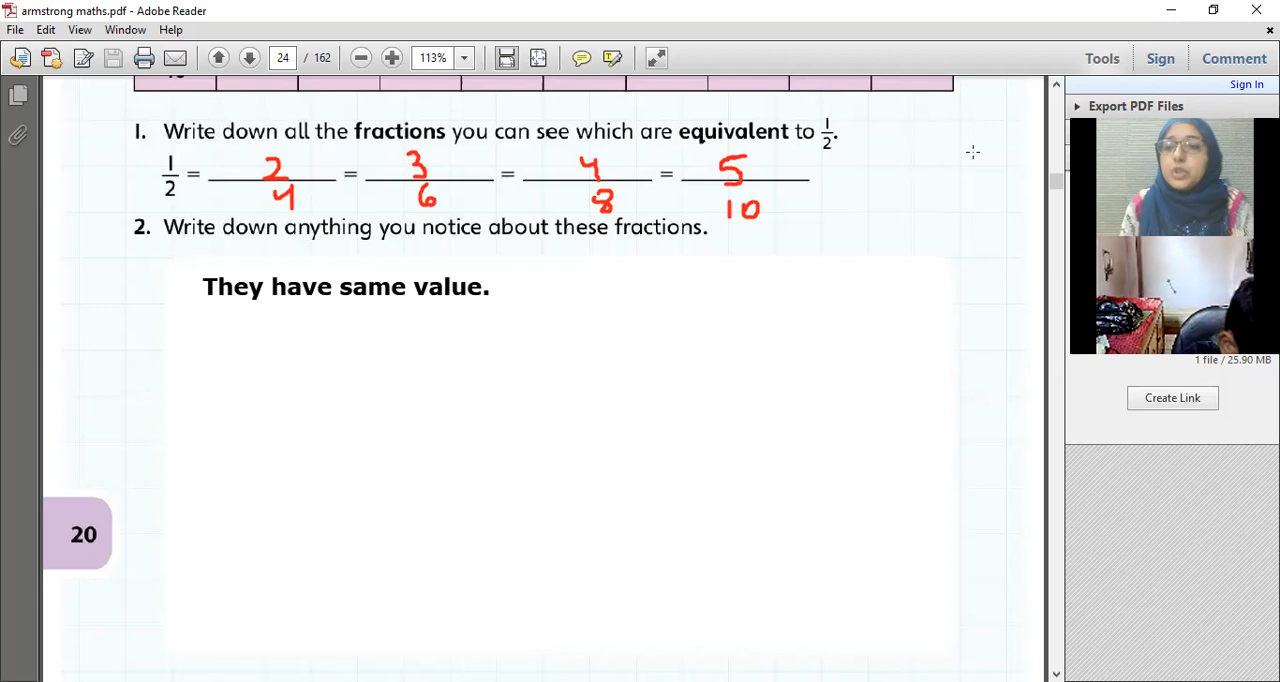 armstrong maths.pdf - Adobe Reader
File Edit View Window Help
24 / 162 113% Tools Sign Comment
Sign In
Export PDF Files
1. Write down all the fractions you can see which are equivalent to 1/2.
1/2 = 2/4 = 3/6 = 4/8 = 5/10
2. Write down anything you notice about these fractions.
They have same value.
1 file / 25.90 MB
Create Link
20